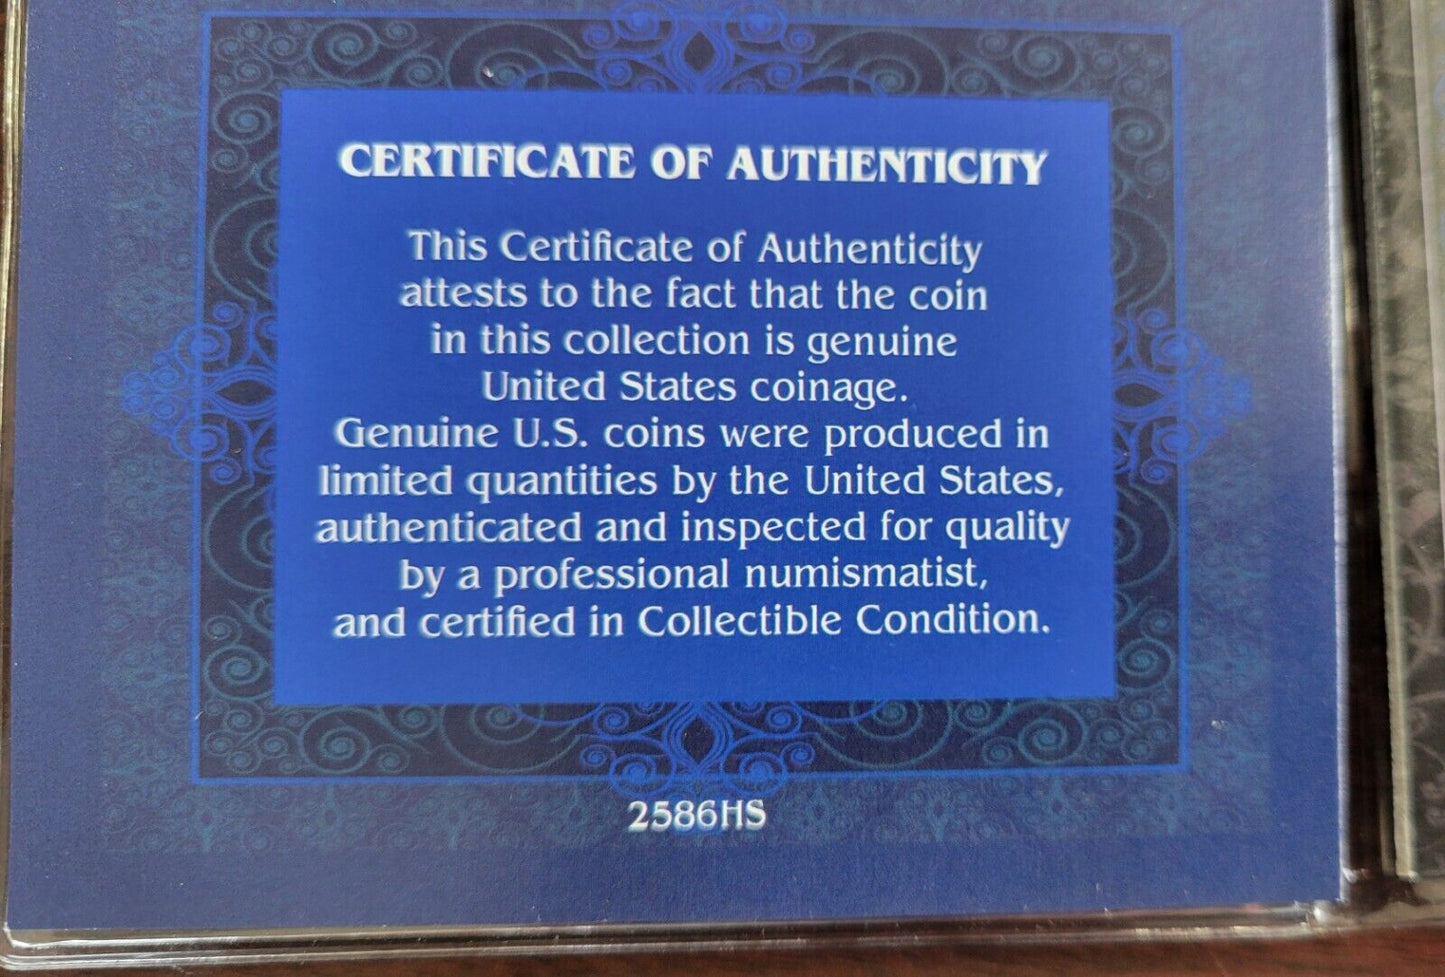 CERTIFICATE OF AUTHENTICITY
This Certificate of Authenticity
attests to the fact that the coin
in this collection is genuine
United States coinage.
Genuine U.S. coins were produced in
limited quantities by the United States,
authenticated and inspected for quality
by a professional numismatist,
and certified in Collectible Condition.
2586HS